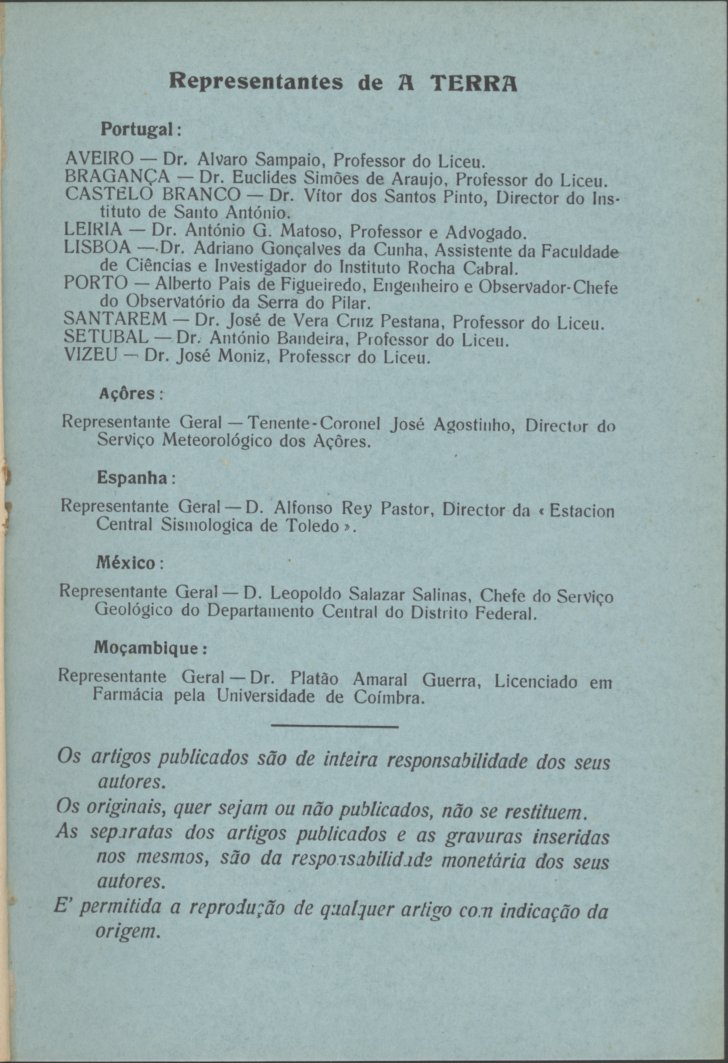 Representantes de A TERRA
Portugal:
AVEIRO — Dr. Alvaro Sampaio, Professor do Liceu.
BRAGANÇA — Dr. Euclides Simões de Araujo, Professor do Liceu.
CASTELO BRANCO — Dr. Vítor dos Santos Pinto, Director do Ins-
tituto de Santo António.
LEIRIA — Dr. António G. Matoso, Professor e Advogado.
LISBOA — Dr. Adriano Gonçalves da Cunha, Assistente da Faculdade
de Ciências e Investigador do Instituto Rocha Cabral.
PORTO — Alberto Pais de Figueiredo, Engenheiro e Observador-Chefe
do Observatório da Serra do Pilar.
SANTAREM — Dr. José de Vera Cruz Pestana, Professor do Liceu.
SETUBAL — Dr. António Bandeira, Professor do Liceu.
VIZEU — Dr. José Moniz, Professor do Liceu.
Açôres:
Representante Geral — Tenente-Coronel José Agostinho, Director do
Serviço Meteorológico dos Açôres.
Espanha:
Representante Geral — D. Alfonso Rey Pastor, Director da « Estacion
Central Sismologica de Toledo ».
México:
Representante Geral — D. Leopoldo Salazar Salinas, Chefe do Serviço
Geológico do Departamento Central do Distrito Federal.
Moçambique:
Representante Geral — Dr. Platão Amaral Guerra, Licenciado em
Farmácia pela Universidade de Coímbra.
Os artigos publicados são de inteira responsabilidade dos seus
autores.
Os originais, quer sejam ou não publicados, não se restituem.
As separatas dos artigos publicados e as gravuras inseridas
nos mesmos, são da responsabilidade monetária dos seus
autores.
E' permitida a reprodução de qualquer artigo com indicação da
origem.